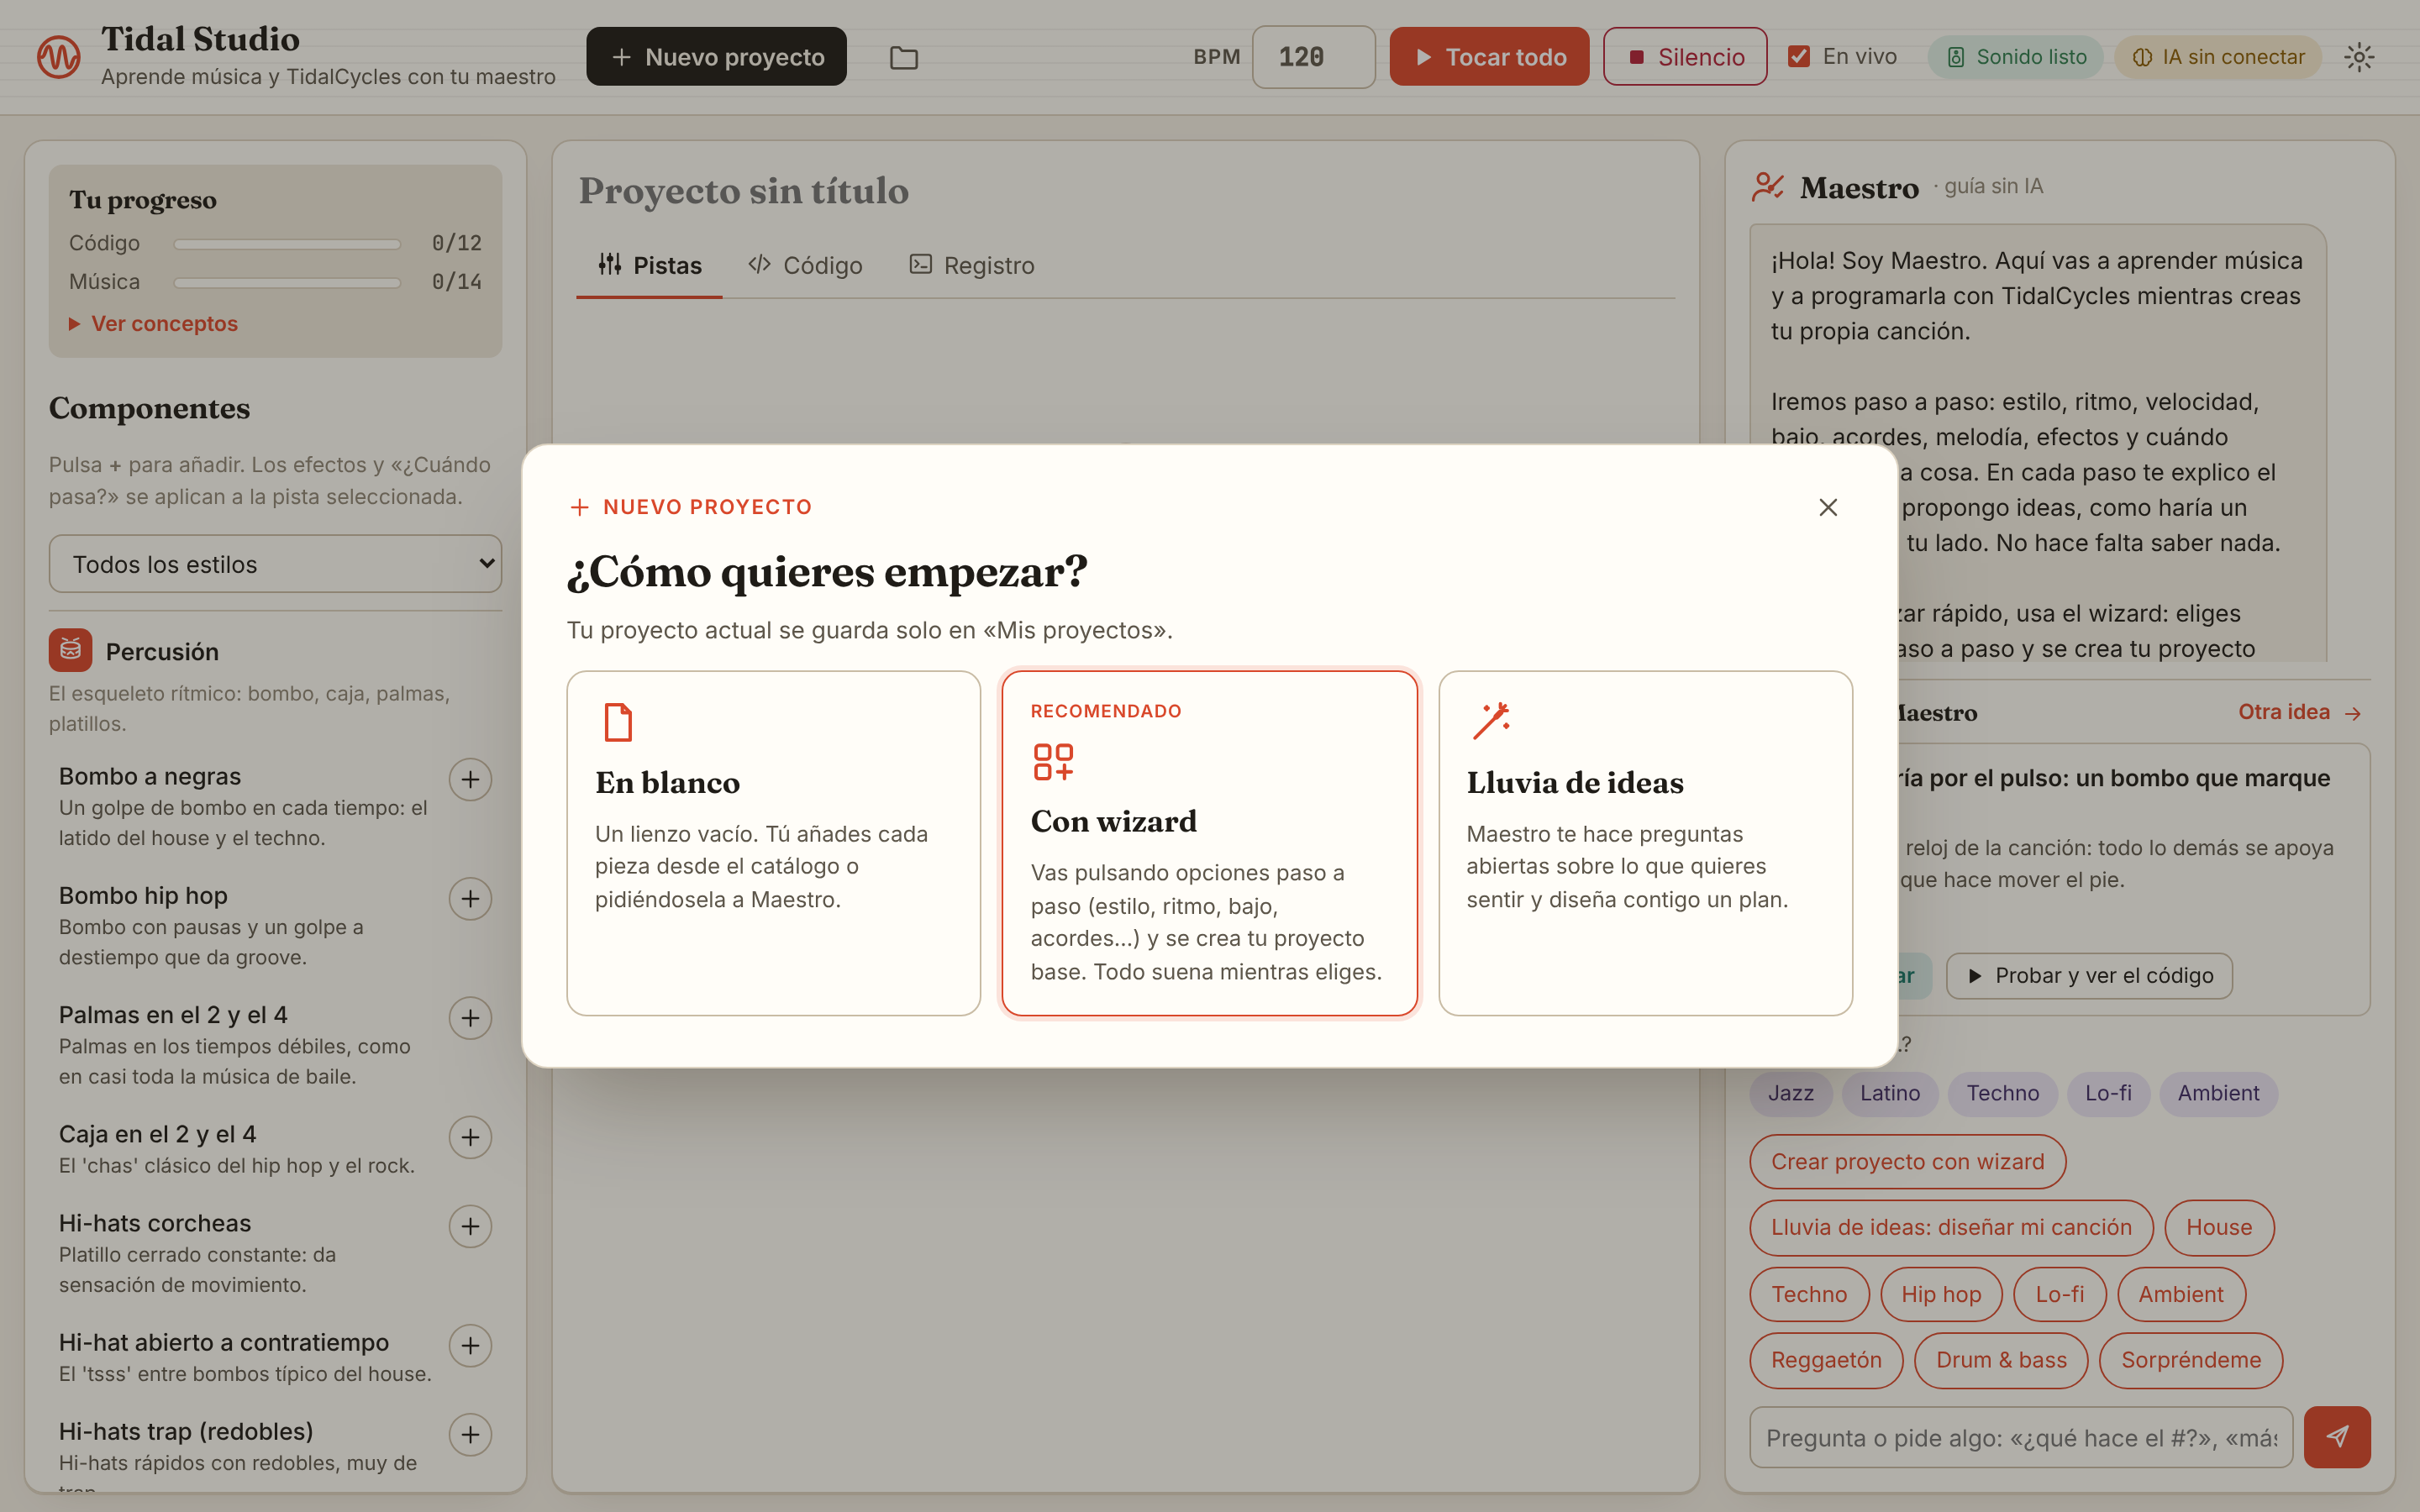 Tidal Studio
Aprende música y TidalCycles con tu maestro
Nuevo proyecto
BPM
120
Tocar todo
Silencio
En vivo
Sonido listo
IA sin conectar
Tu progreso
Código
0/12
Música
0/14
Ver conceptos
Componentes
Pulsa + para añadir. Los efectos y «¿Cuándo
pasa?» se aplican a la pista seleccionada.
Todos los estilos
Percusión
El esqueleto rítmico: bombo, caja, palmas,
platillos.
Bombo a negras
Un golpe de bombo en cada tiempo: el
latido del house y el techno.
Bombo hip hop
Bombo con pausas y un golpe a
destiempo que da groove.
Palmas en el 2 y el 4
Palmas en los tiempos débiles, como
en casi toda la música de baile.
Caja en el 2 y el 4
El 'chas' clásico del hip hop y el rock.
Hi-hats corcheas
Platillo cerrado constante: da
sensación de movimiento.
Hi-hat abierto a contratiempo
El 'tsss' entre bombos típico del house.
Hi-hats trap (redobles)
Hi-hats rápidos con redobles, muy de
Proyecto sin título
Pistas
Código
Registro
NUEVO PROYECTO
¿Cómo quieres empezar?
Tu proyecto actual se guarda solo en «Mis proyectos».
En blanco
Un lienzo vacío. Tú añades cada
pieza desde el catálogo o
pidiéndosela a Maestro.
RECOMENDADO
Con wizard
Vas pulsando opciones paso a
paso (estilo, ritmo, bajo,
acordes...) y se crea tu proyecto
base. Todo suena mientras eliges.
Lluvia de ideas
Maestro te hace preguntas
abiertas sobre lo que quieres
sentir y diseña contigo un plan.
Maestro
· guía sin IA
¡Hola! Soy Maestro. Aquí vas a aprender música
y a programarla con TidalCycles mientras creas
tu propia canción.
Iremos paso a paso: estilo, ritmo, velocidad,
bajo, acordes, melodía, efectos y cuándo
a cosa. En cada paso te explico el
propongo ideas, como haría un
tu lado. No hace falta saber nada.
rápido, usa el wizard: eliges
a paso y se crea tu proyecto
Maestro
Otra idea
por el pulso: un bombo que marque
reloj de la canción: todo lo demás se apoya
que hace mover el pie.
Probar y ver el código
Jazz
Latino
Techno
Lo-fi
Ambient
Crear proyecto con wizard
Lluvia de ideas: diseñar mi canción
House
Techno
Hip hop
Lo-fi
Ambient
Reggaetón
Drum & bass
Sorpréndeme
Pregunta o pide algo: «¿qué hace el #?», «más